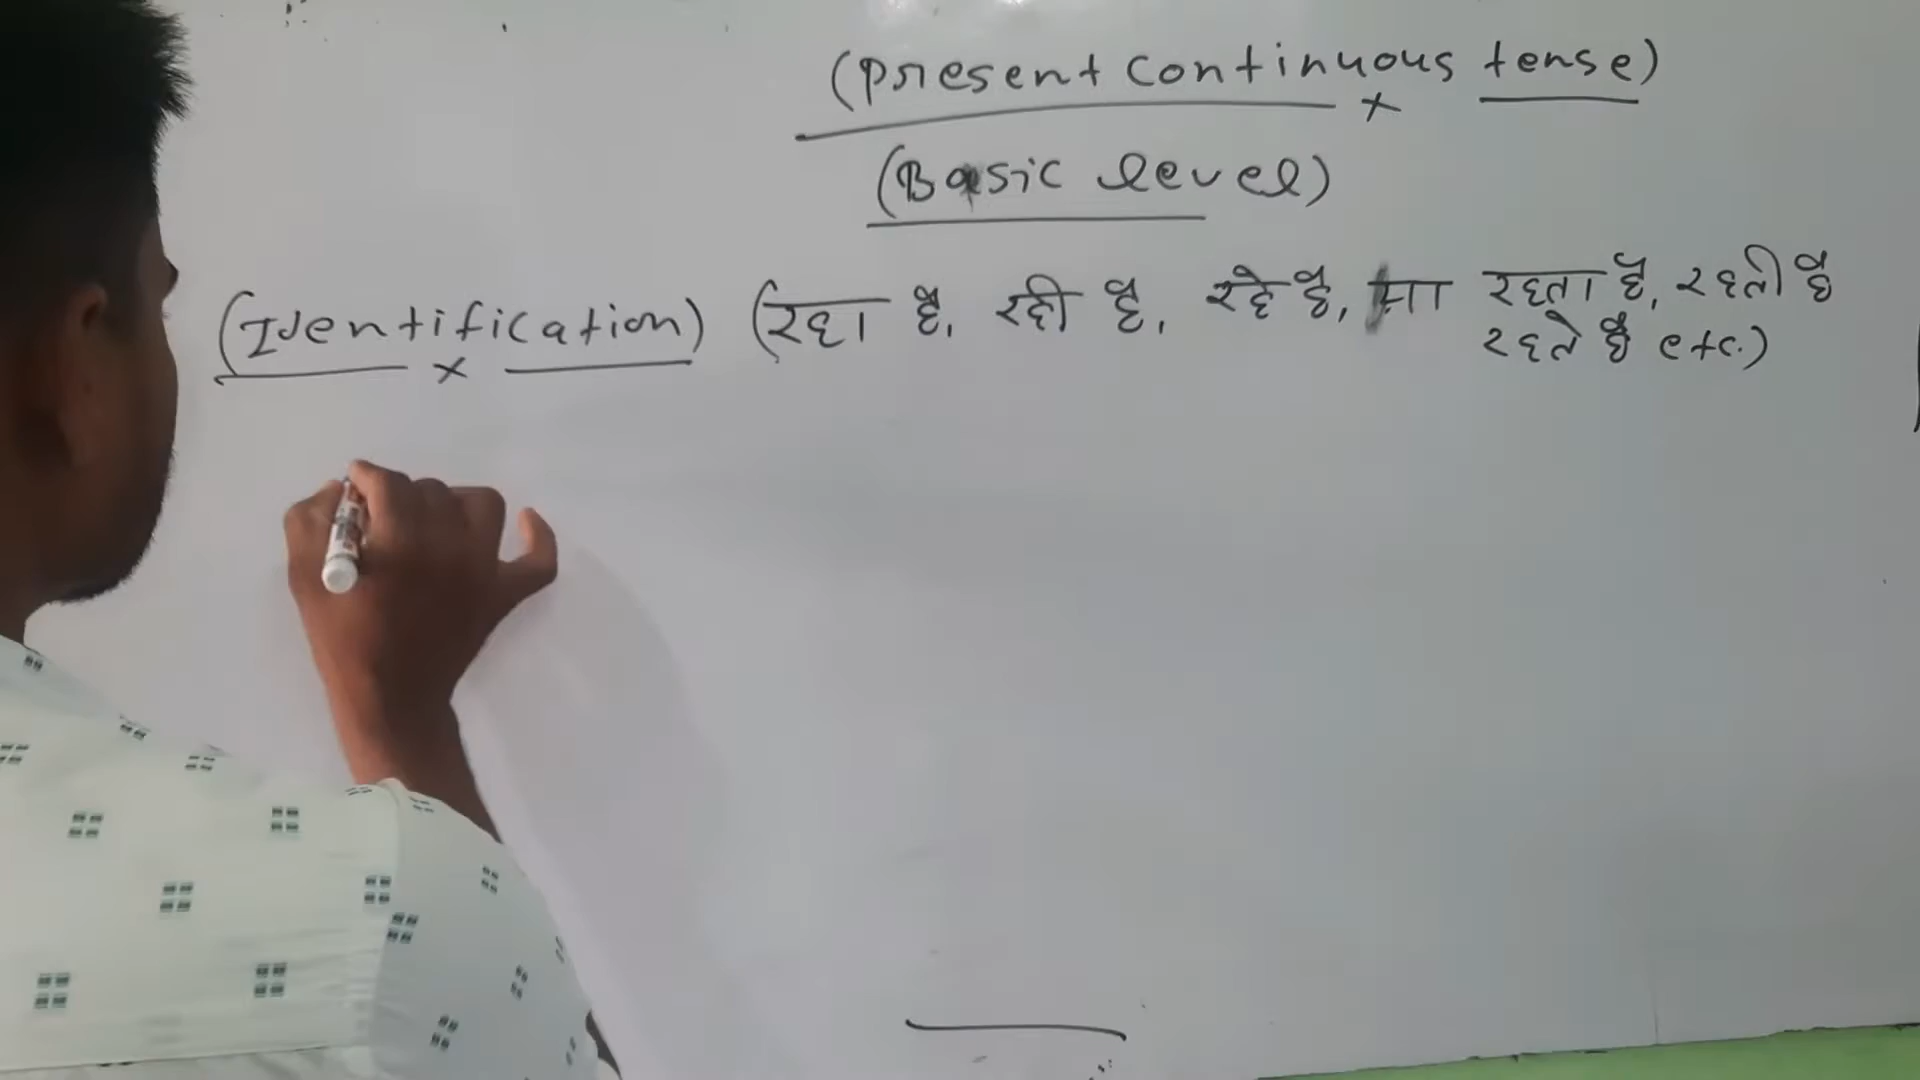 (Present continuous tense)
(Basic level)
(Identification) (रहा है, रही है, रहे है, या रहता है, रहती है
रहते है etc.)